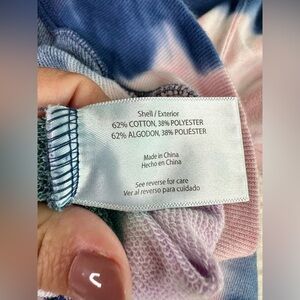 Shell / Exterior
62% COTTON, 38% POLYESTER
62% ALGODON, 38% POLIÉSTER
Made in China
Hecho en China
See reverse for care
Ver al reverso para cuidado